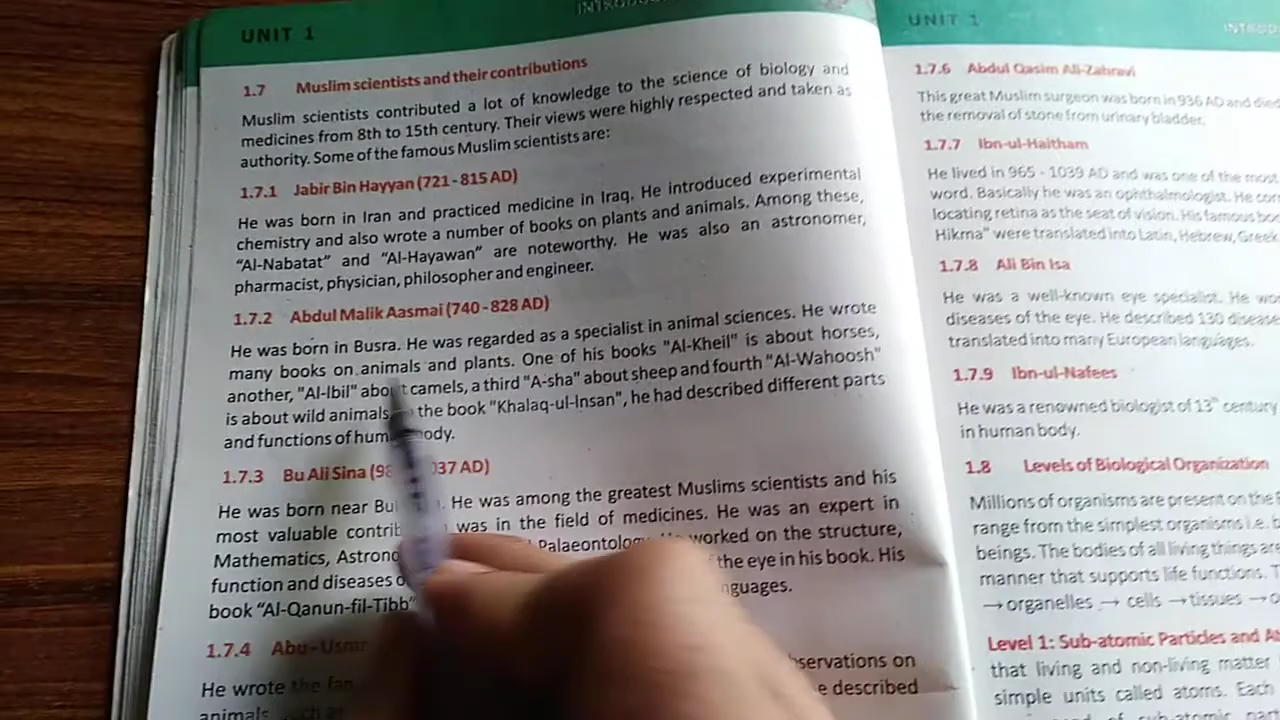 UNIT 1
1.7 Muslim scientists and their contributions
Muslim scientists contributed a lot of knowledge to the science of biology and
medicines from 8th to 15th century. Their views were highly respected and taken as
authority. Some of the famous Muslim scientists are:
1.7.1 Jabir Bin Hayyan (721 - 815 AD)
He was born in Iran and practiced medicine in Iraq. He introduced experimental
chemistry and also wrote a number of books on plants and animals. Among these,
"Al-Nabatat" and "Al-Hayawan" are noteworthy. He was also an astronomer,
pharmacist, physician, philosopher and engineer.
1.7.2 Abdul Malik Aasmai (740 - 828 AD)
He was born in Busra. He was regarded as a specialist in animal sciences. He wrote
many books on animals and plants. One of his books "Al-Kheil" is about horses,
another, "Al-Ibil" about camels, a third "A-sha" about sheep and fourth "Al-Wahoosh"
is about wild animals. the book "Khalaq-ul-Insan", he had described different parts
and functions of
1.7.3 Bu Ali Sina AD)
He was born near He was among the greatest Muslims scientists and his
most valuable was in the field of medicines. He was an expert in
Mathematics, Palaeontology. worked on the structure,
function and diseases the eye in his book. His
book "Al-Qanun-fil-Tibb"
1.7.4
He wrote the on
animals described
UNIT 1
1.7.6 Abdul Qasim Ali-Zahravi
This great Muslim surgeon was born in 936 AD and died
the removal of stone from urinary bladder.
1.7.7 Ibn-ul-Haitham
He lived in 965 - 1039 AD and was one of the most
word. Basically he was an ophthalmologist. He
locating retina as the seat of vision. His famous
Hikma" were translated into Latin, Hebrew, Greek
1.7.8 Ali Bin Isa
He was a well-known eye specialist. He
diseases of the eye. He described 130
translated into many European languages.
1.7.9 Ibn-ul-Nafees
He was a renowned biologist of 13th century
in human body.
1.8 Levels of Biological Organization
Millions of organisms are present on the
range from the simplest organisms i.e.
beings. The bodies of all living things are
manner that supports life functions.
→ organelles → cells → tissues →
Level 1: Sub-atomic Particles and
that living and non-living matter
simple units called atoms. Each
of sub-atomic